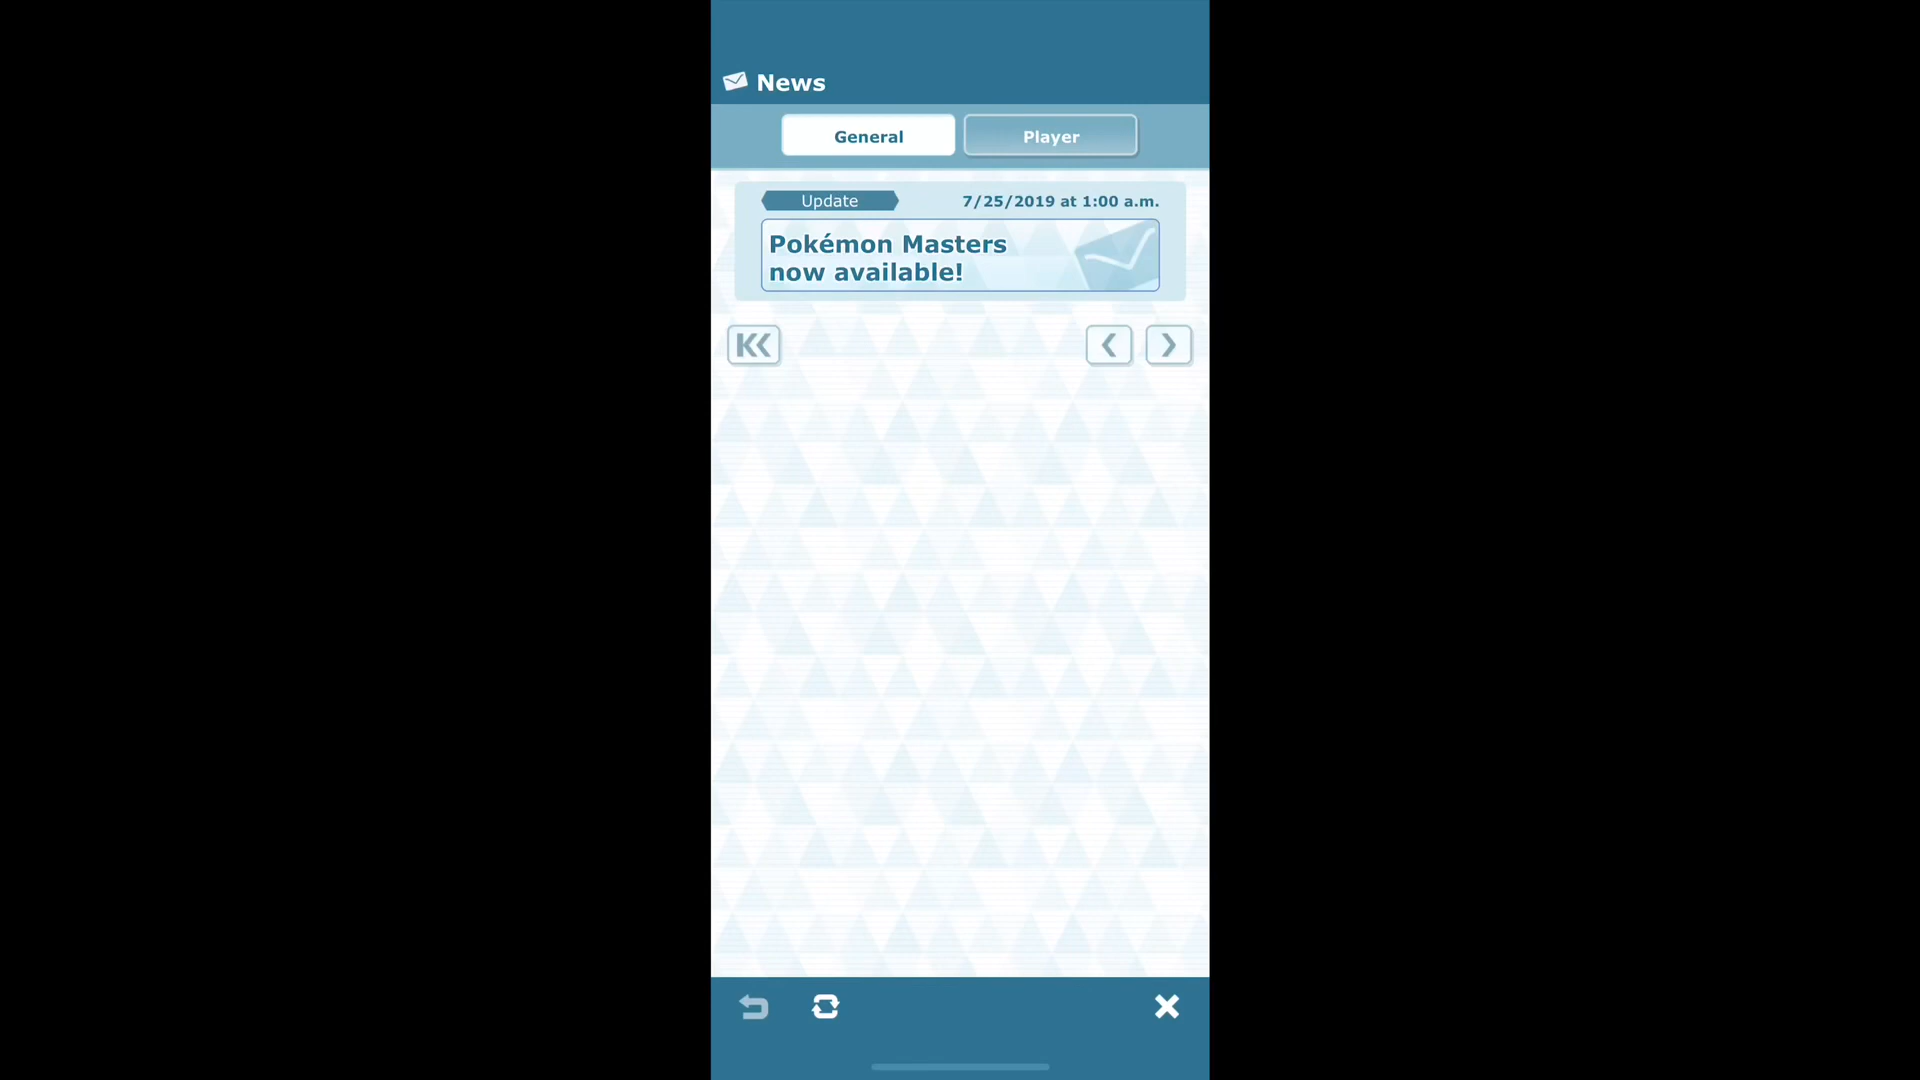 News
General
Player
Update
7/25/2019 at 1:00 a.m.
Pokémon Masters
now available!